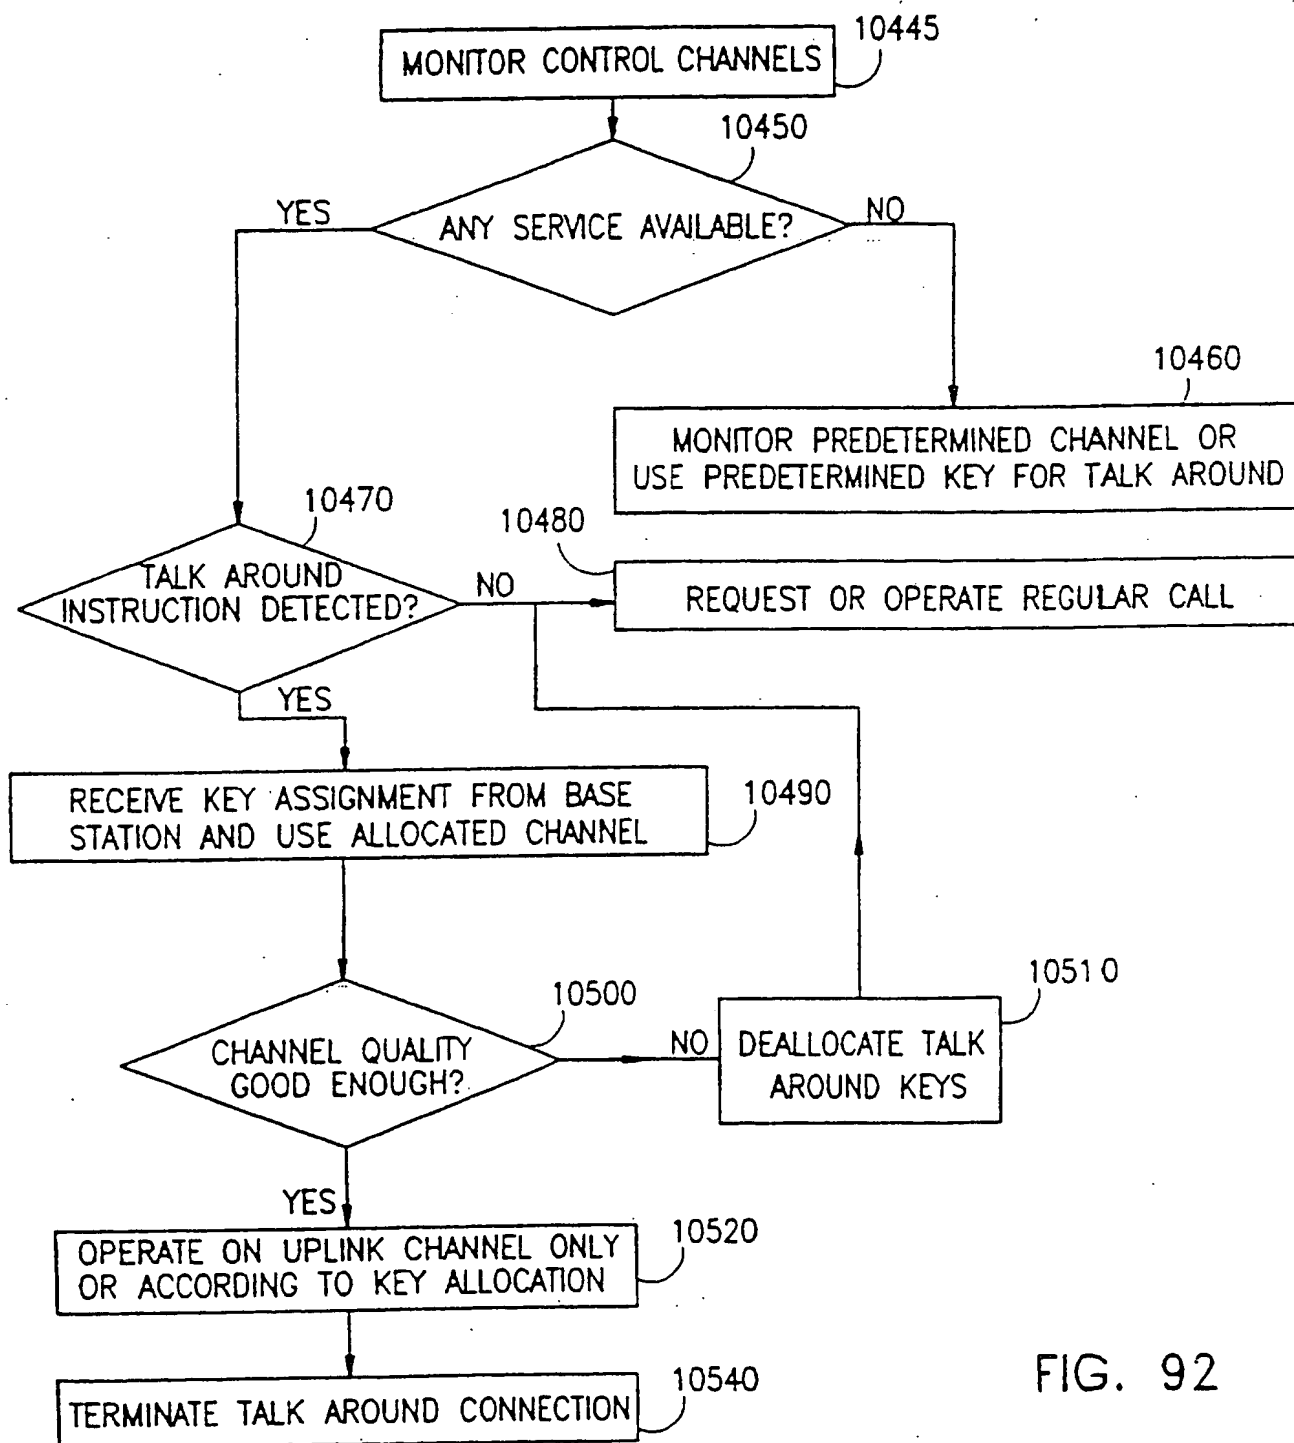 10445
MONITOR CONTROL CHANNELS
10450
YES
ANY SERVICE AVAILABLE?
NO
10460
MONITOR PREDETERMINED CHANNEL OR
USE PREDETERMINED KEY FOR TALK AROUND
10470
10480
TALK AROUND
INSTRUCTION DETECTED?
NO
REQUEST OR OPERATE REGULAR CALL
YES
RECEIVE KEY ASSIGNMENT FROM BASE
STATION AND USE ALLOCATED CHANNEL
10490
10500
10510
CHANNEL QUALITY
GOOD ENOUGH?
NO
DEALLOCATE TALK
AROUND KEYS
YES
OPERATE ON UPLINK CHANNEL ONLY
OR ACCORDING TO KEY ALLOCATION
10520
10540
TERMINATE TALK AROUND CONNECTION
FIG. 92